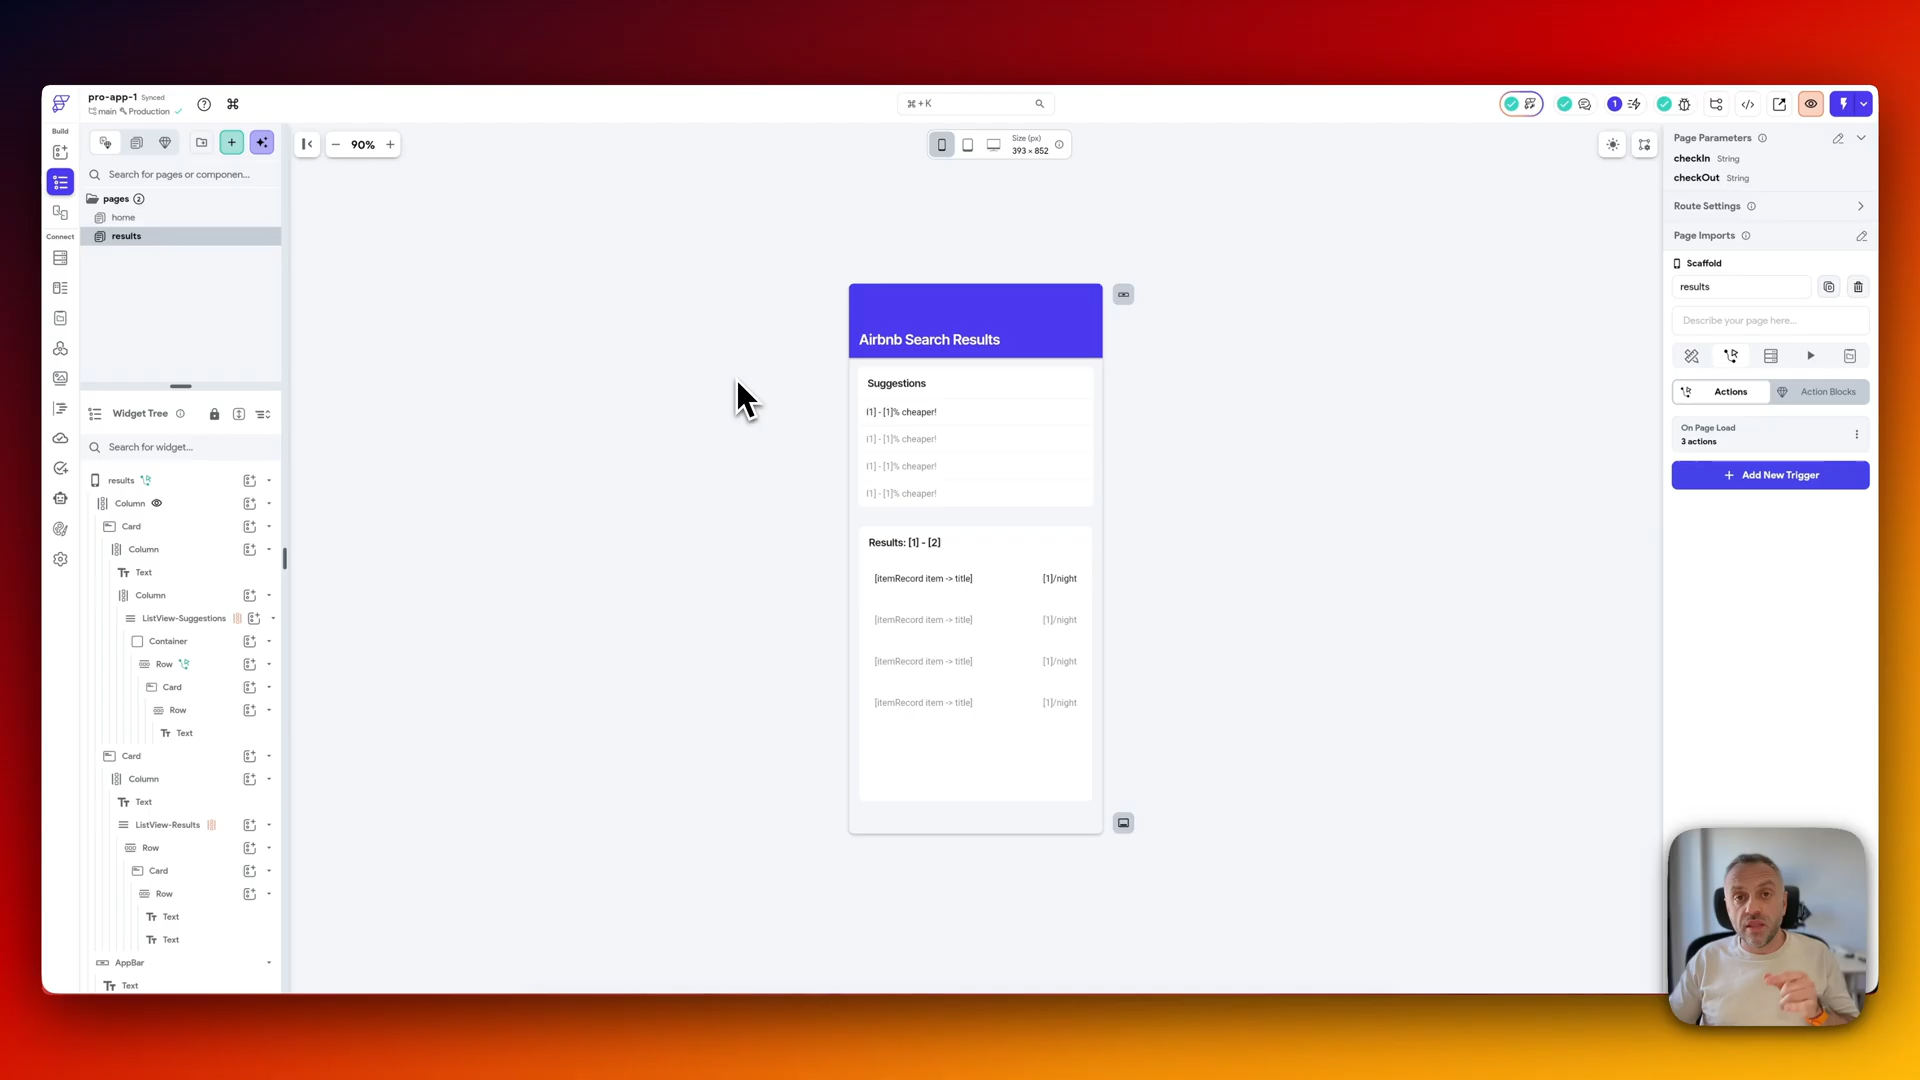 pro-app-1 Synced
main Production
⌘ + K
1
Build
Connect
Search for pages or componen...
pages 2
home
results
Widget Tree
Search for widget...
results
Column
Card
Column
Text
Column
ListView-Suggestions
Container
Row
Card
Row
Text
Card
Column
Text
ListView-Results
Row
Card
Row
Text
Text
AppBar
Text
90%
Size (px)
393 × 852
Airbnb Search Results
Suggestions
[1] - [1]% cheaper!
[1] - [1]% cheaper!
[1] - [1]% cheaper!
[1] - [1]% cheaper!
Results: [1] - [2]
[itemRecord item -> title] [1]/night
[itemRecord item -> title] [1]/night
[itemRecord item -> title] [1]/night
[itemRecord item -> title] [1]/night
Page Parameters
checkIn String
checkOut String
Route Settings
Page Imports
Scaffold
results
Describe your page here...
Actions Action Blocks
On Page Load
3 actions
+ Add New Trigger